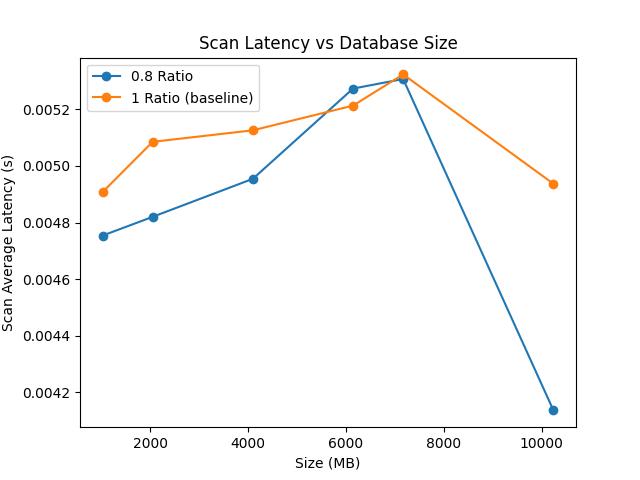 Scan Latency vs Database Size
0.8 Ratio
1 Ratio (baseline)
Scan Average Latency (s)
0.0052
0.0050
0.0048
0.0046
0.0044
0.0042
2000 4000 6000 8000 10000
Size (MB)